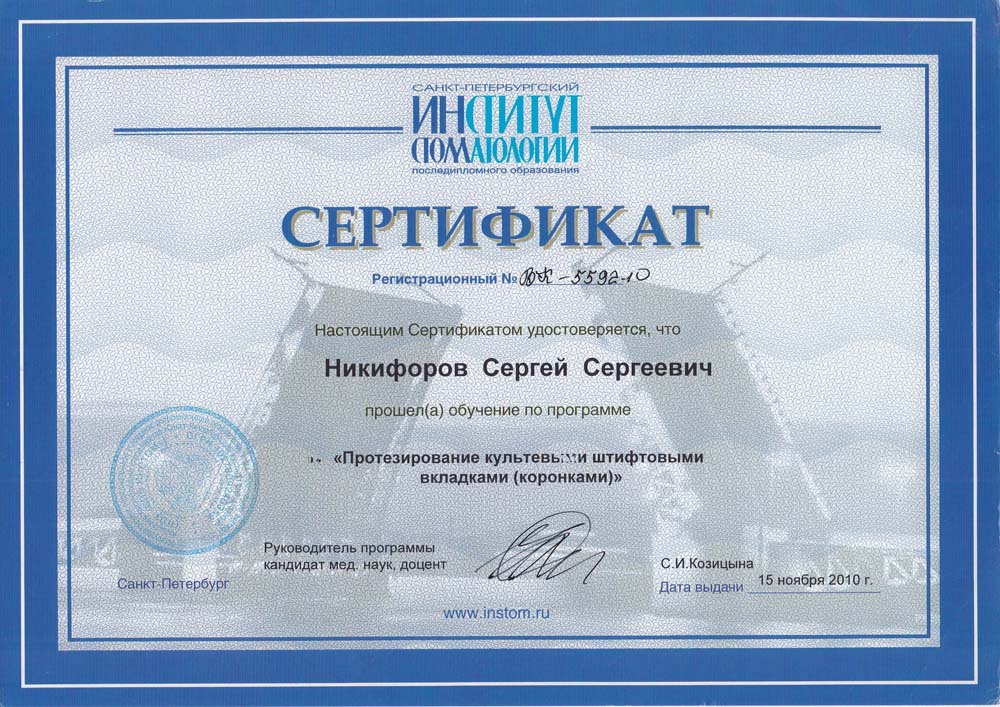 САНКТ-ПЕТЕРБУРГСКИЙ
ИНСТИТУТ
СТОМАТОЛОГИИ
последипломного образования
СЕРТИФИКАТ
Регистрационный № ВК-5592-10
Настоящим Сертификатом удостоверяется, что
Никифоров Сергей Сергеевич
прошел(а) обучение по программе
«Протезирование культевыми штифтовыми
вкладками (коронками)»
Руководитель программы
кандидат мед. наук, доцент
С.И.Козицына
Санкт-Петербург
Дата выдачи 15 ноября 2010 г.
www.instom.ru